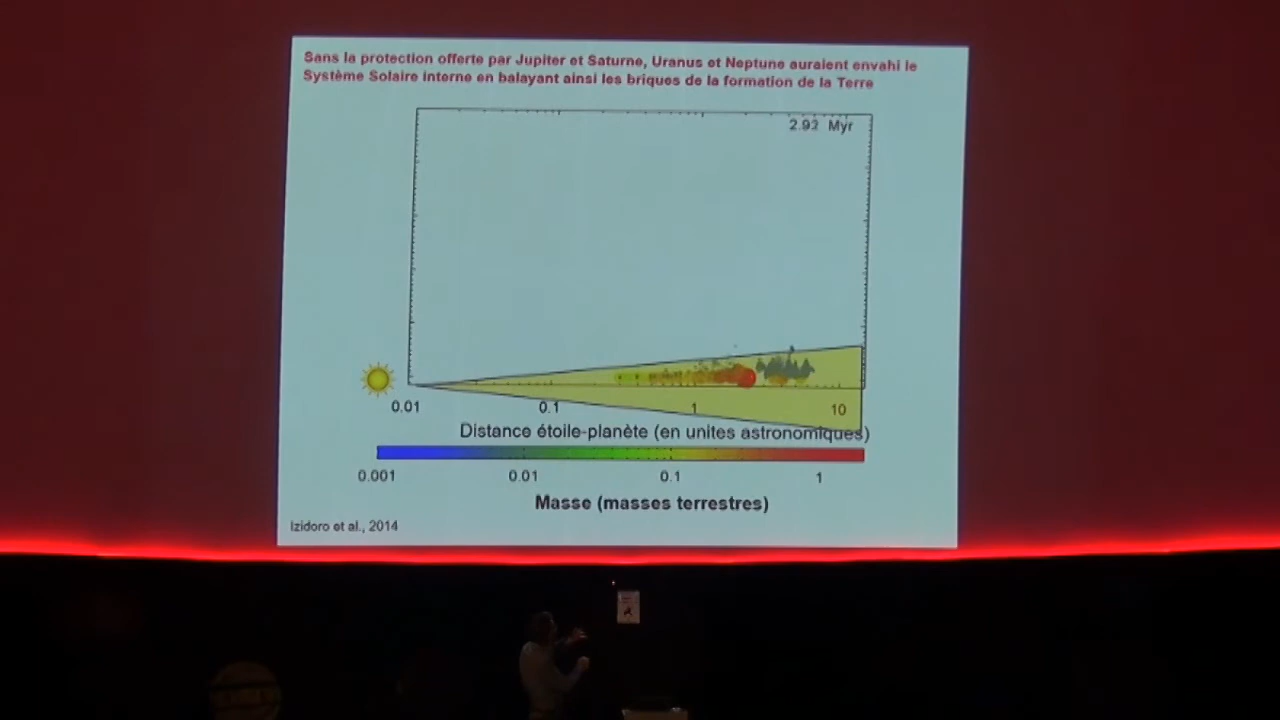 Sans la protection offerte par Jupiter et Saturne, Uranus et Neptune auraient envahi le
Système Solaire interne en balayant ainsi les briques de la formation de la Terre
2.92 Myr
0.01 0.1 1 10
Distance étoile-planète (en unites astronomiques)
0.001 0.01 0.1 1
Masse (masses terrestres)
Izidoro et al., 2014